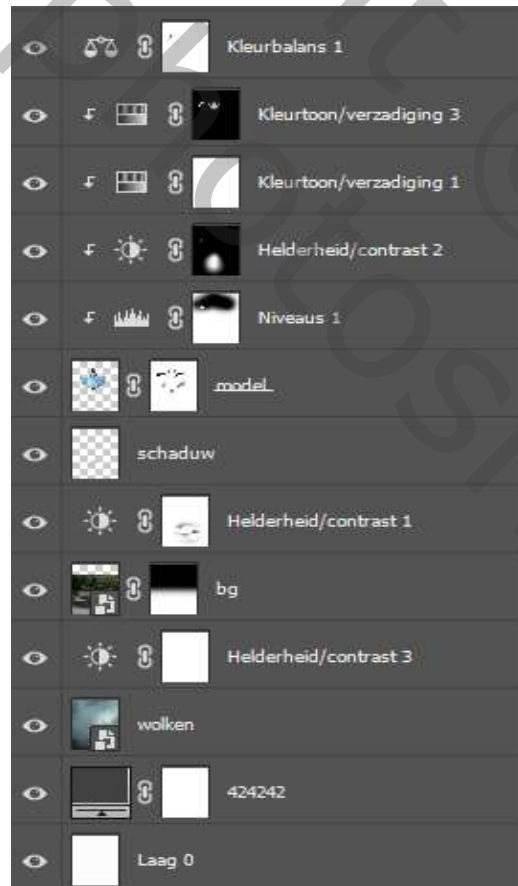 Kleurbalans 1
Kleurtoon/verzadiging 3
Kleurtoon/verzadiging 1
Helderheid/contrast 2
Niveaus 1
model
schaduw
Helderheid/contrast 1
bg
Helderheid/contrast 3
wolken
424242
Laag 0